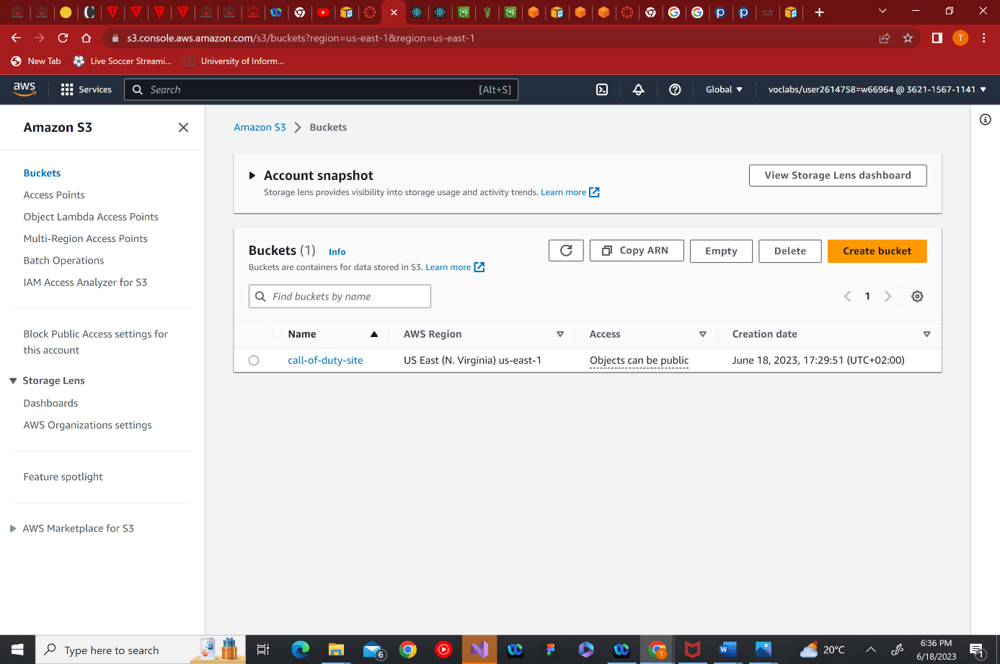 s3.console.aws.amazon.com/s3/buckets?region=us-east-1&region=us-east-1
T
New Tab
Live Soccer Streami...
University of Inform...
aws
Services
Search
[Alt+S]
Global
voclabs/user2614758=w66964 @ 3621-1567-1141
Amazon S3
Buckets
Access Points
Object Lambda Access Points
Multi-Region Access Points
Batch Operations
IAM Access Analyzer for S3
Block Public Access settings for
this account
Storage Lens
Dashboards
AWS Organizations settings
Feature spotlight
AWS Marketplace for S3
Amazon S3 > Buckets
Account snapshot
Storage lens provides visibility into storage usage and activity trends. Learn more
View Storage Lens dashboard
Buckets (1) Info
Buckets are containers for data stored in S3. Learn more
Copy ARN
Empty
Delete
Create bucket
Find buckets by name
1
Name AWS Region Access Creation date
call-of-duty-site US East (N. Virginia) us-east-1 Objects can be public June 18, 2023, 17:29:51 (UTC+02:00)
Type here to search
6
T
20°C
6:36 PM
6/18/2023
1